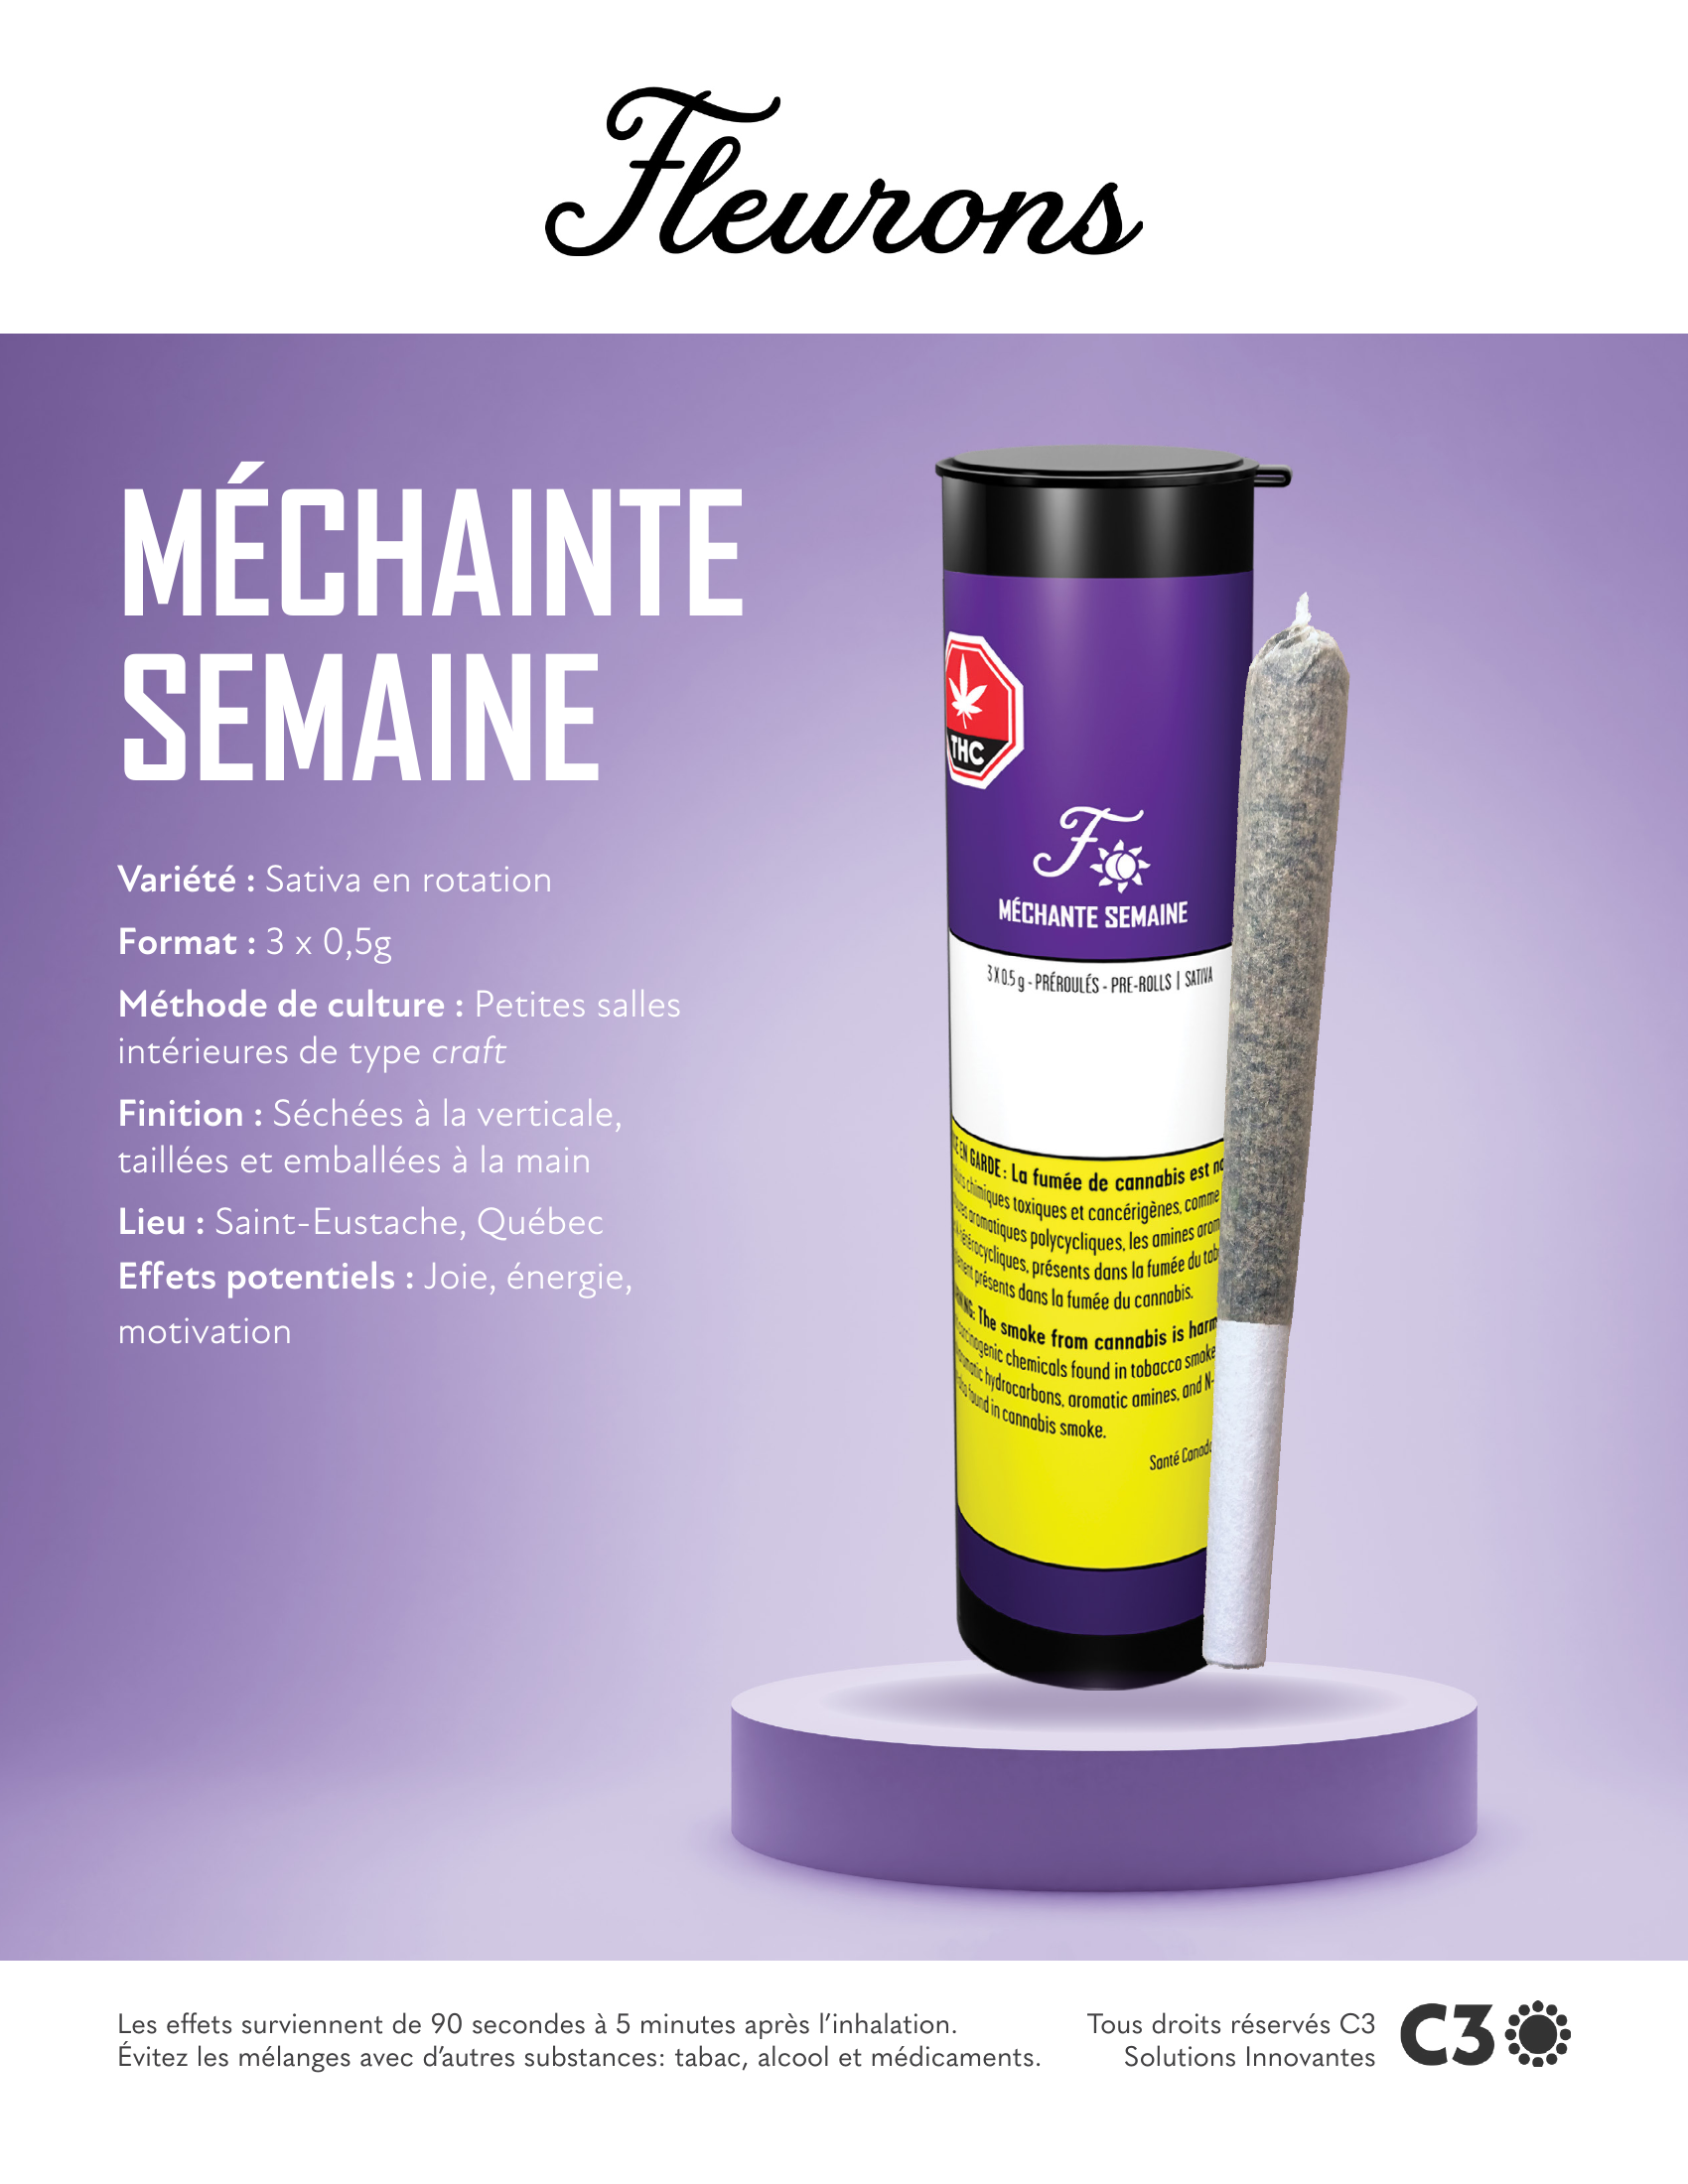 Fleurons
MÉCHAINTE
SEMAINE
Variété : Sativa en rotation
Format : 3 x 0,5g
Méthode de culture : Petites salles
intérieures de type craft
Finition : Séchées à la verticale,
taillées et emballées à la main
Lieu : Saint-Eustache, Québec
Effets potentiels : Joie, énergie,
motivation
THC
F
MÉCHANTE SEMAINE
3 X 0.5 g - PRÉROULÉS - PRE-ROLLS | SATIVA
EN GARDE : La fumée de cannabis est
chimiques toxiques et cancérigènes, comme
aromatiques polycycliques, les amines
hétérocycliques, présents dans la fumée du
présents dans la fumée du cannabis.
The smoke from cannabis is
chemicals found in tobacco smoke
hydrocarbons, aromatic amines, and N-
found in cannabis smoke.
Santé Canada
Les effets surviennent de 90 secondes à 5 minutes après l'inhalation.
Évitez les mélanges avec d'autres substances: tabac, alcool et médicaments.
Tous droits réservés C3
Solutions Innovantes
C3